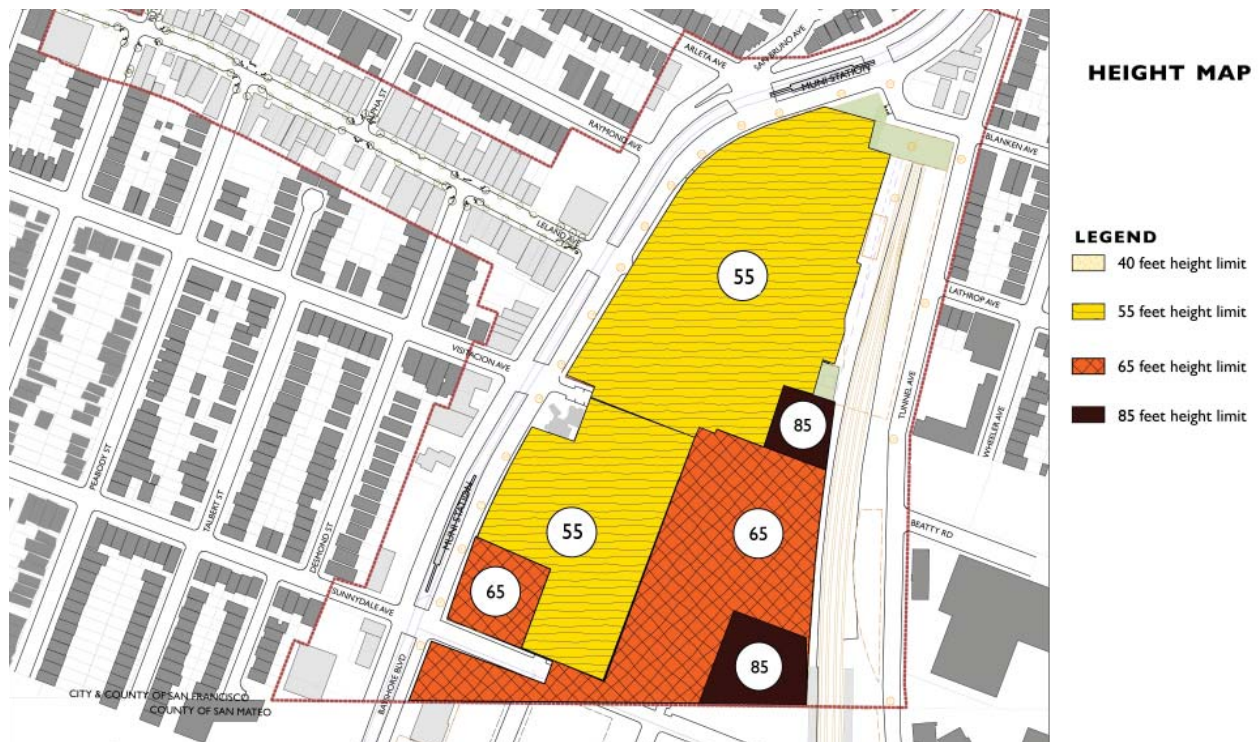 HEIGHT MAP
LEGEND
40 feet height limit
55 feet height limit
65 feet height limit
85 feet height limit
ARLETA AVE
SAN BRUNO AVE
MUNI STATION
ALPHA ST
RAYMOND AVE
BLANKEN AVE
LELAND AVE
55
LATHROP AVE
VISITACION AVE
TUNNEL AVE
85
WHEELER AVE
PEABODY ST
TALBERT ST
DESMOND ST
MUNI STATION
55
65
BEATTY RD
65
SUNNYDALE AVE
85
BAYSHORE BLVD
CITY & COUNTY OF SAN FRANCISCO
COUNTY OF SAN MATEO